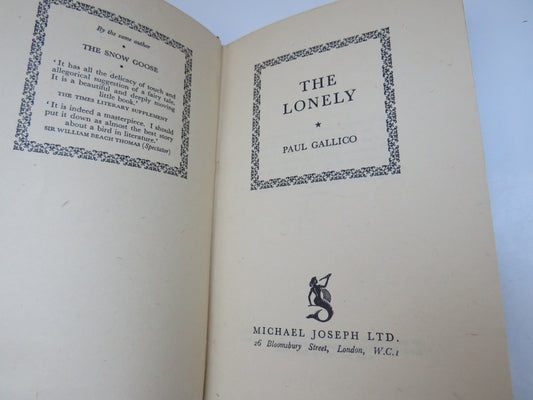 By the same author
★
THE SNOW GOOSE
'It has all the delicacy of touch and
allegorical suggestion of a fairy tale.
It is a beautiful and deeply moving
little book.'
THE TIMES LITERARY SUPPLEMENT
'It is indeed a masterpiece. I should
put it down as almost the best story
about a bird in literature.'
SIR WILLIAM BEACH THOMAS (Spectator)
THE
LONELY
★
PAUL GALLICO
MICHAEL JOSEPH LTD.
26 Bloomsbury Street, London, W.C.1